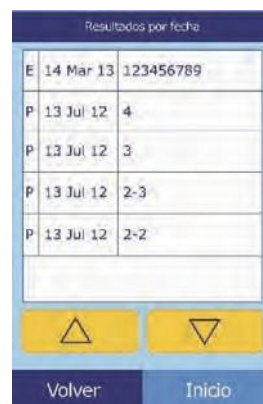 Resultados por fecha
E 14 Mar 13 123456789
P 13 Jul 12 4
P 13 Jul 12 3
P 13 Jul 12 2-3
P 13 Jul 12 2-2
Volver Inicio